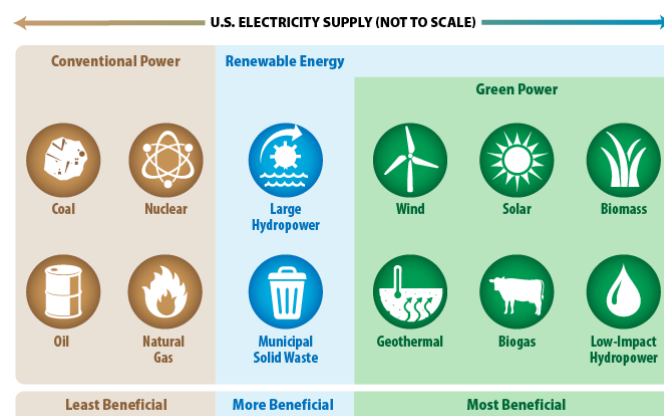 U.S. ELECTRICITY SUPPLY (NOT TO SCALE)
Conventional Power
Renewable Energy
Green Power
Coal
Nuclear
Large
Hydropower
Wind
Solar
Biomass
Oil
Natural
Gas
Municipal
Solid Waste
Geothermal
Biogas
Low-Impact
Hydropower
Least Beneficial
More Beneficial
Most Beneficial